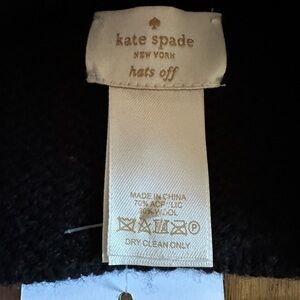 kate spade
NEW YORK
hats off
MADE IN CHINA
70% ACRYLIC
30% WOOL
DRY CLEAN ONLY